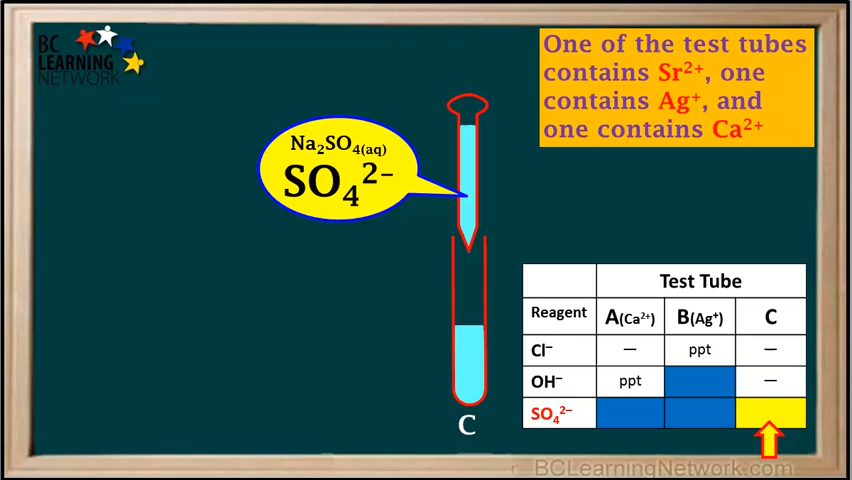 BC
LEARNING
NETWORK
One of the test tubes
contains Sr²⁺, one
contains Ag⁺, and
one contains Ca²⁺
Na₂SO₄(aq)
SO₄²⁻
C
Test Tube
Reagent A(Ca²⁺) B(Ag⁺) C
Cl⁻ — ppt —
OH⁻ ppt —
SO₄²⁻
BCLearningNetwork.com